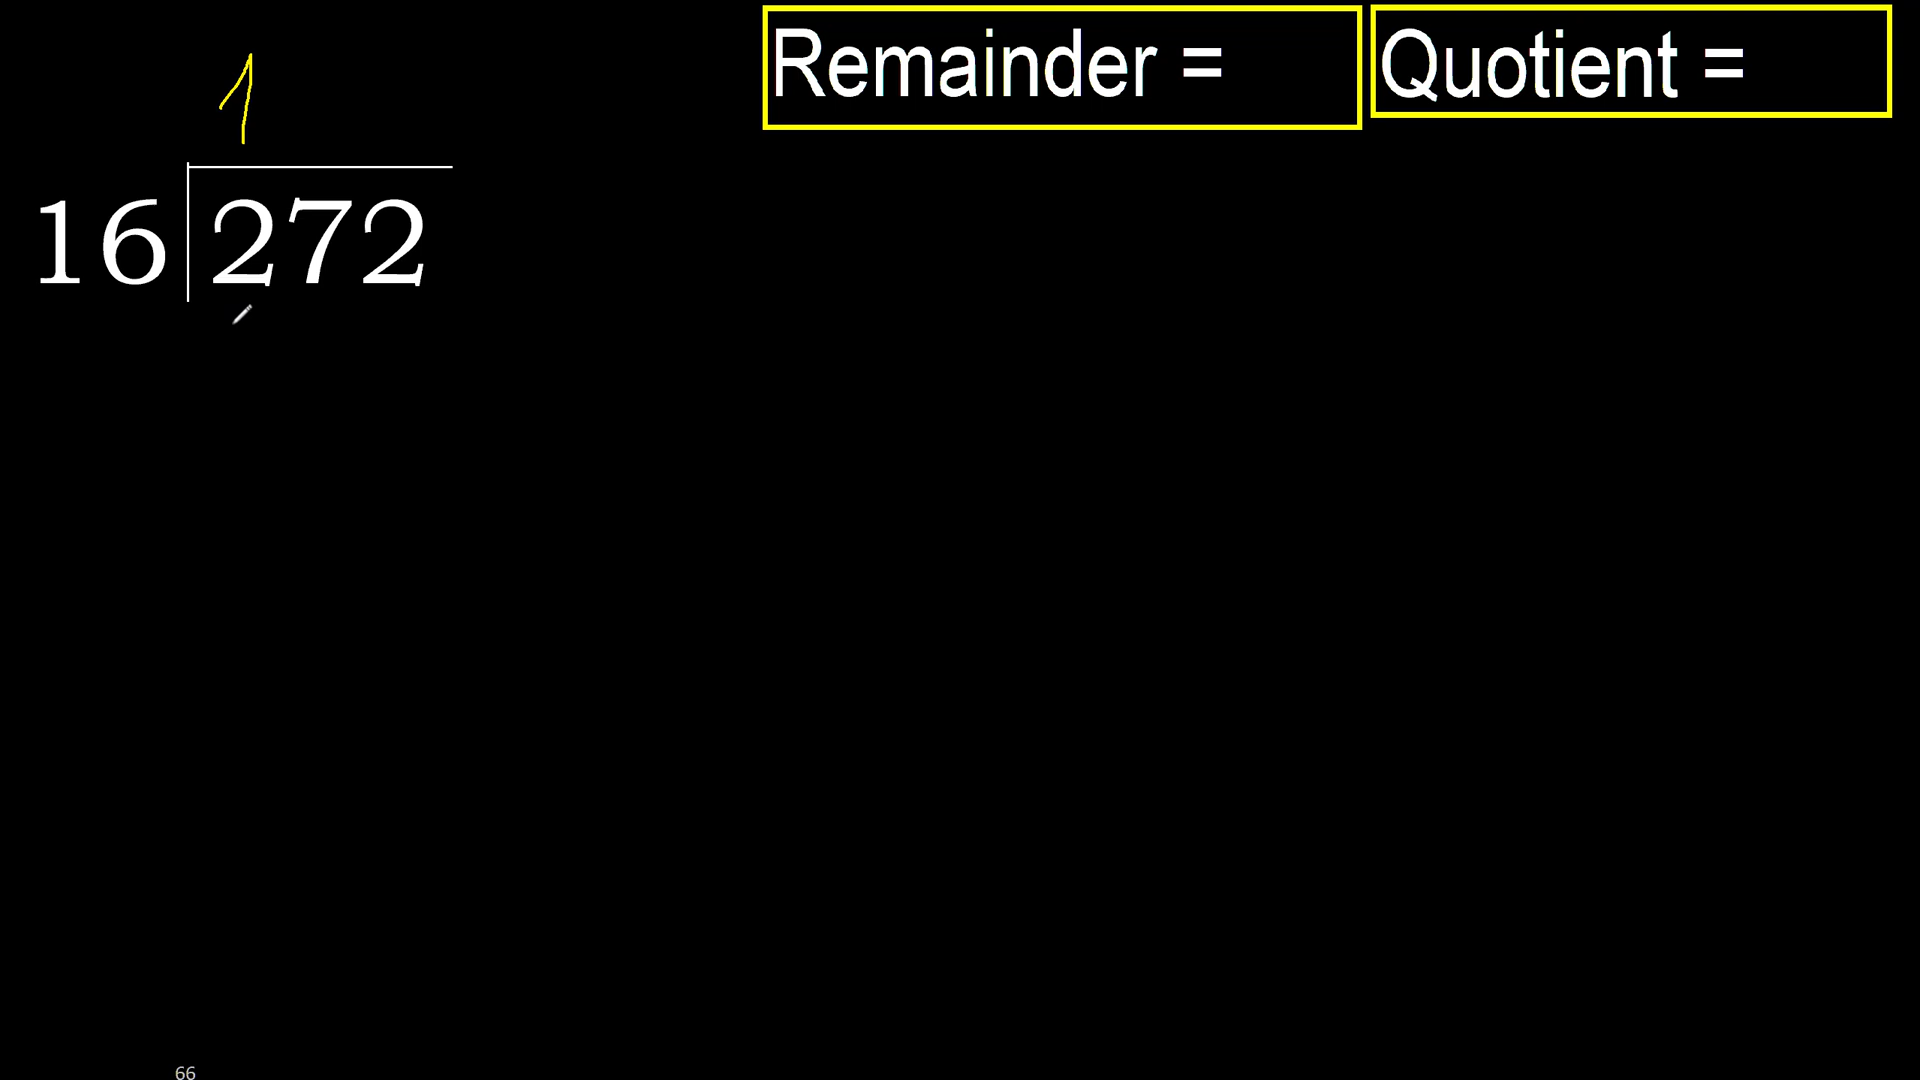 Remainder =
Quotient =
1
16 272
66